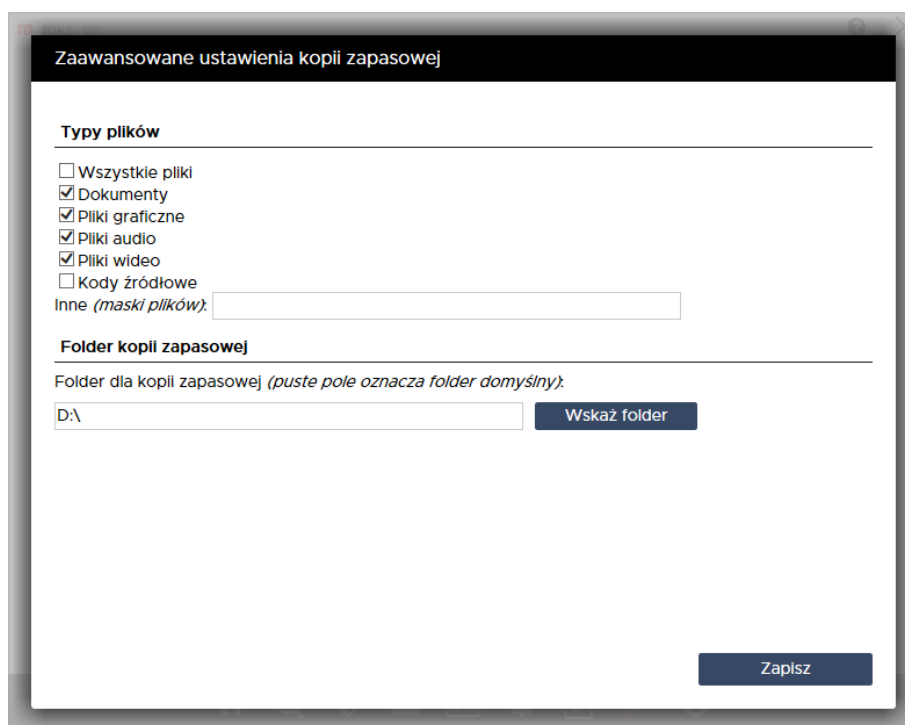 mks_vir
Zaawansowane ustawienia kopii zapasowej
Typy plików
Wszystkie pliki
Dokumenty
Pliki graficzne
Pliki audio
Pliki wideo
Kody źródłowe
Inne (maski plików):
Folder kopii zapasowej
Folder dla kopii zapasowej (puste pole oznacza folder domyślny):
D:\ Wskaż folder
Zapisz